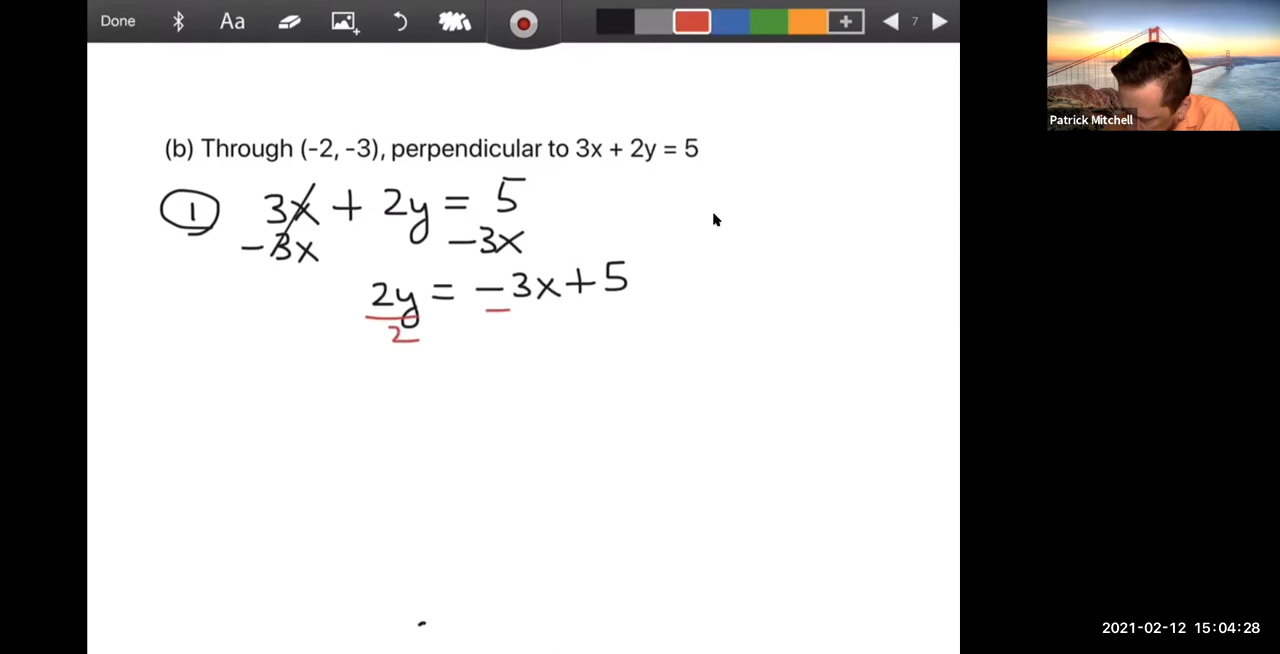 Done
Aa
7
Patrick Mitchell
(b) Through (-2, -3), perpendicular to 3x + 2y = 5
① 3x + 2y = 5
-3x -3x
2y = -3x+5
2
2021-02-12 15:04:28